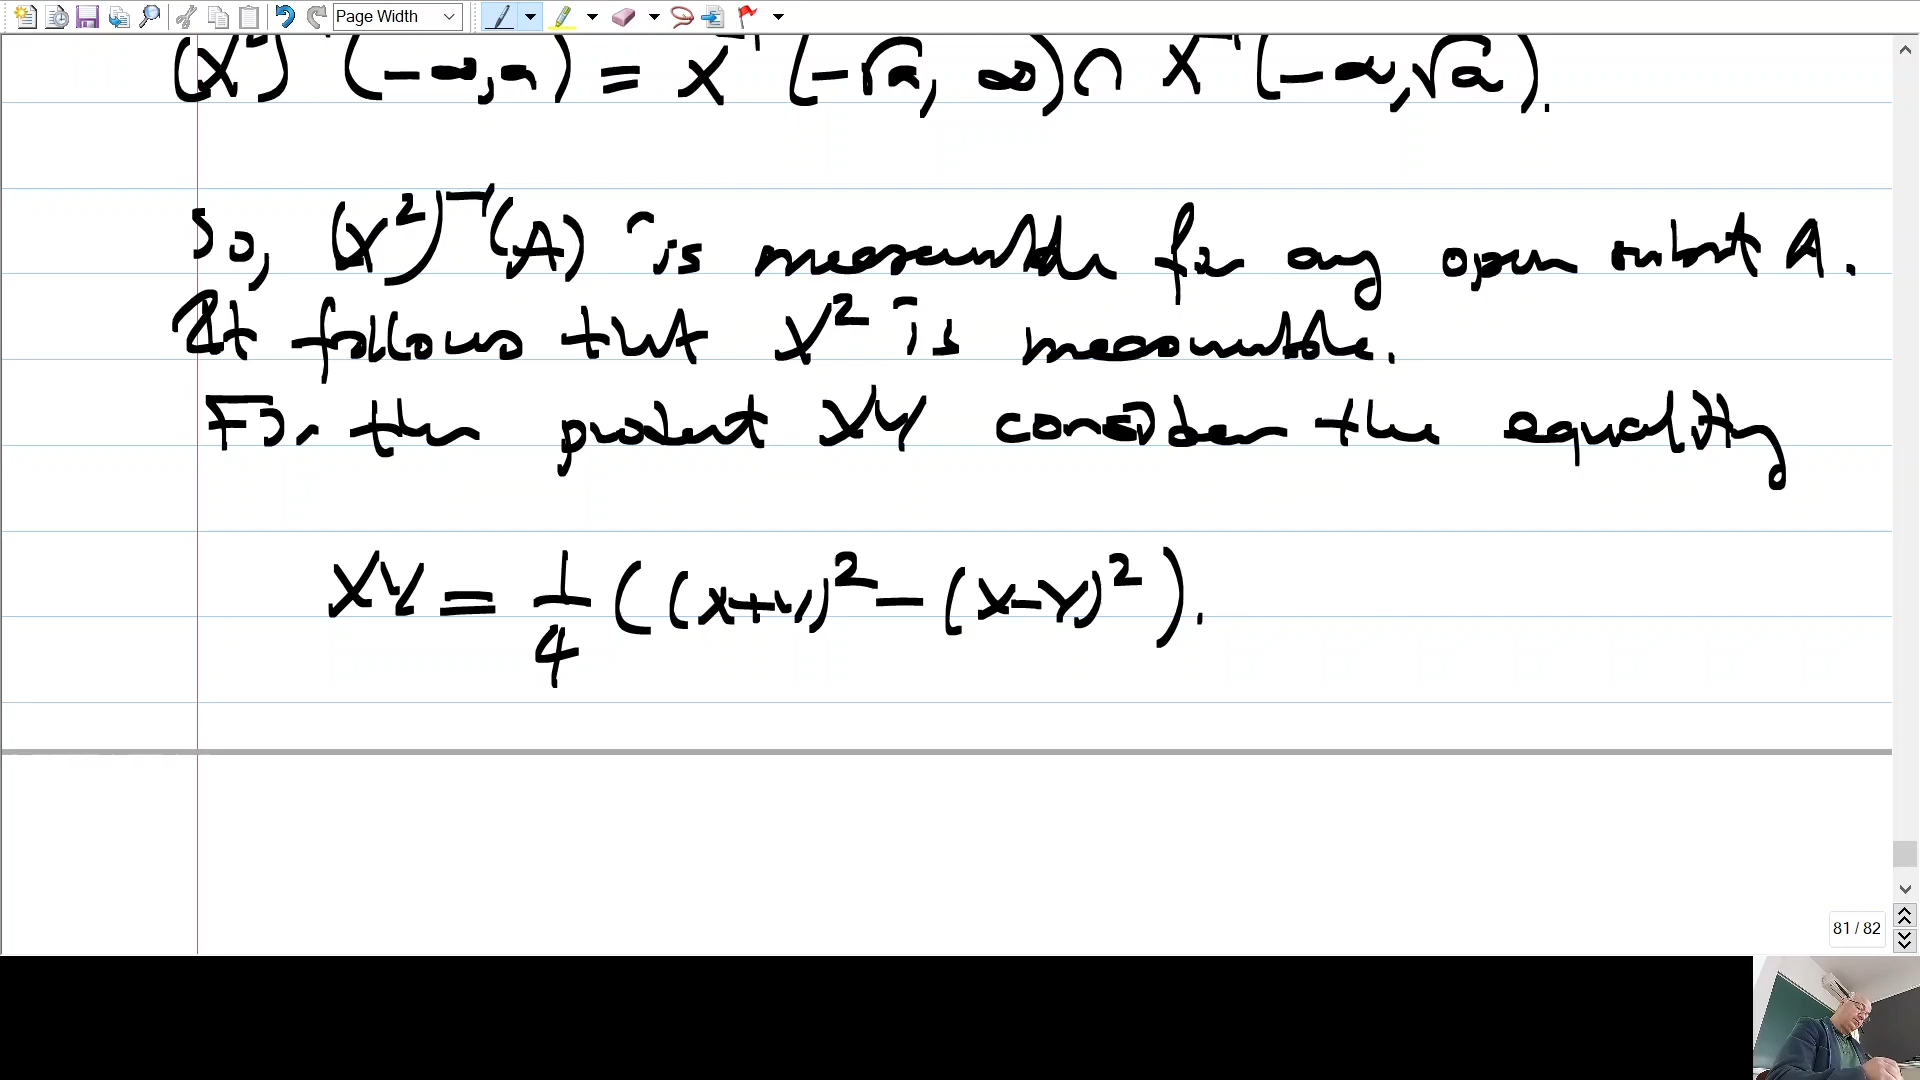 Page Width
(X²)⁻¹(-∞,a) = X⁻¹(-√a, ∞) ∩ X⁻¹(-∞,√a).
So, (X²)⁻¹(A) is measurable for any open subset A.
It follows that X² is measurable.
For the product XY consider the equality
XY = 1/4 ((X+Y)² - (X-Y)²).
81 / 82